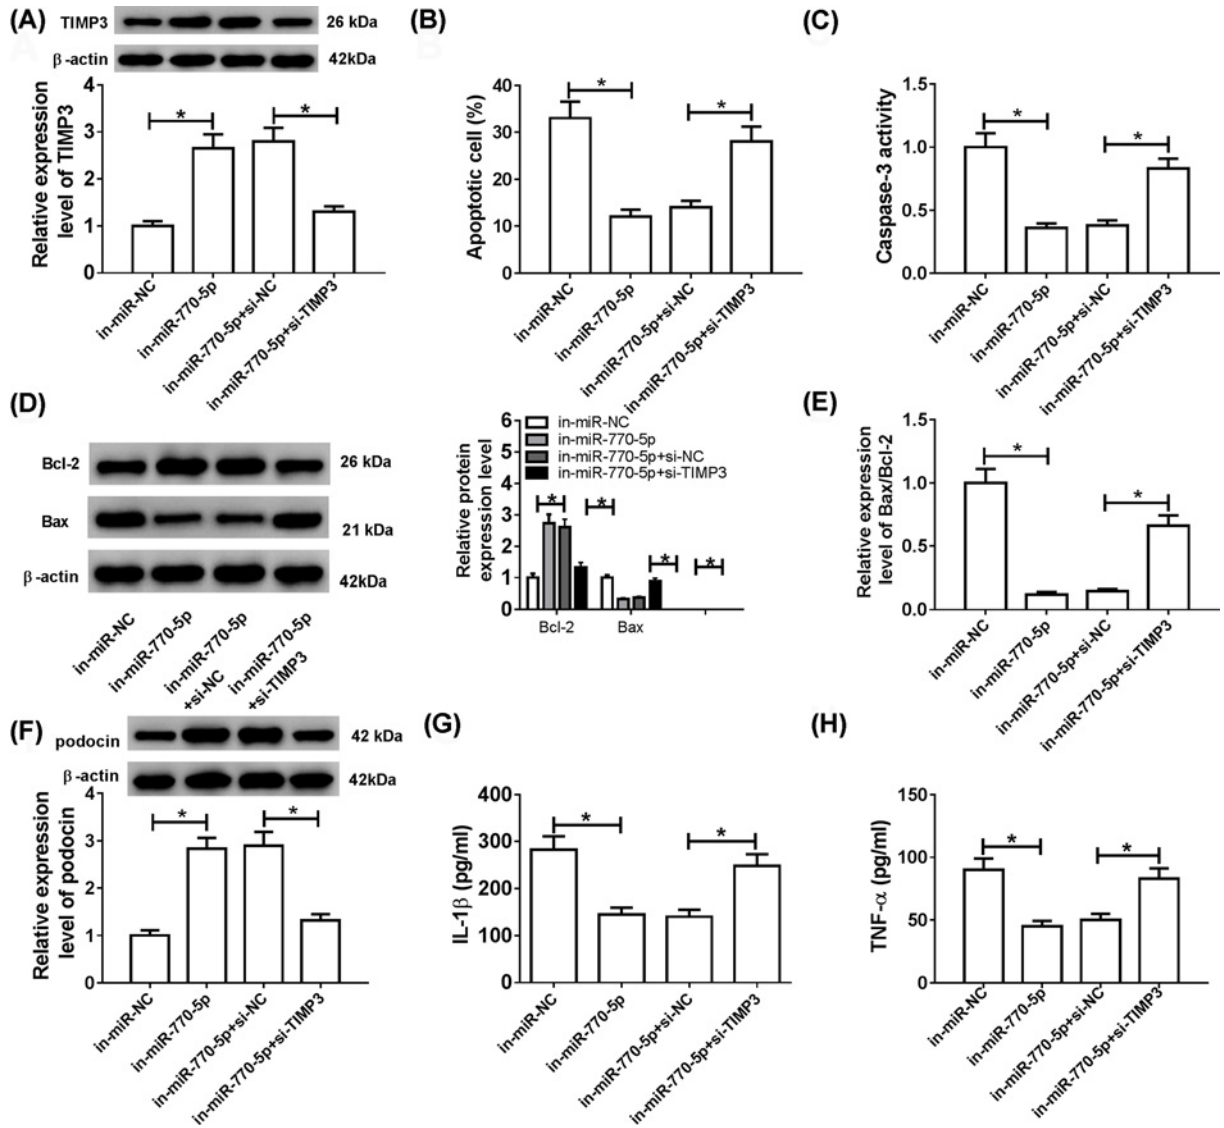 (A)
TIMP3
26 kDa
β-actin
42kDa
Relative expression
level of TIMP3
4
3
2
1
0
*
*
in-miR-NC
in-miR-770-5p
in-miR-770-5p+si-NC
in-miR-770-5p+si-TIMP3
(B)
Apoptotic cell (%)
40
30
20
10
0
*
*
in-miR-NC
in-miR-770-5p
in-miR-770-5p+si-NC
in-miR-770-5p+si-TIMP3
(C)
Caspase-3 activity
1.5
1.0
0.5
0.0
*
*
in-miR-NC
in-miR-770-5p
in-miR-770-5p+si-NC
in-miR-770-5p+si-TIMP3
(D)
Bcl-2
26 kDa
Bax
21 kDa
β-actin
42kDa
in-miR-NC
in-miR-770-5p
in-miR-770-5p
+si-NC
in-miR-770-5p
+si-TIMP3
Relative protein
expression level
6
5
4
3
2
1
0
in-miR-NC
in-miR-770-5p
in-miR-770-5p+si-NC
in-miR-770-5p+si-TIMP3
*
*
*
*
Bcl-2
Bax
(E)
Relative expression
level of Bax/Bcl-2
1.5
1.0
0.5
0.0
*
*
in-miR-NC
in-miR-770-5p
in-miR-770-5p+si-NC
in-miR-770-5p+si-TIMP3
(F)
podocin
42 kDa
β-actin
42kDa
Relative expression
level of podocin
4
3
2
1
0
*
*
in-miR-NC
in-miR-770-5p
in-miR-770-5p+si-NC
in-miR-770-5p+si-TIMP3
(G)
IL-1β (pg/ml)
400
300
200
100
0
*
*
in-miR-NC
in-miR-770-5p
in-miR-770-5p+si-NC
in-miR-770-5p+si-TIMP3
(H)
TNF-α (pg/ml)
150
100
50
0
*
*
in-miR-NC
in-miR-770-5p
in-miR-770-5p+si-NC
in-miR-770-5p+si-TIMP3